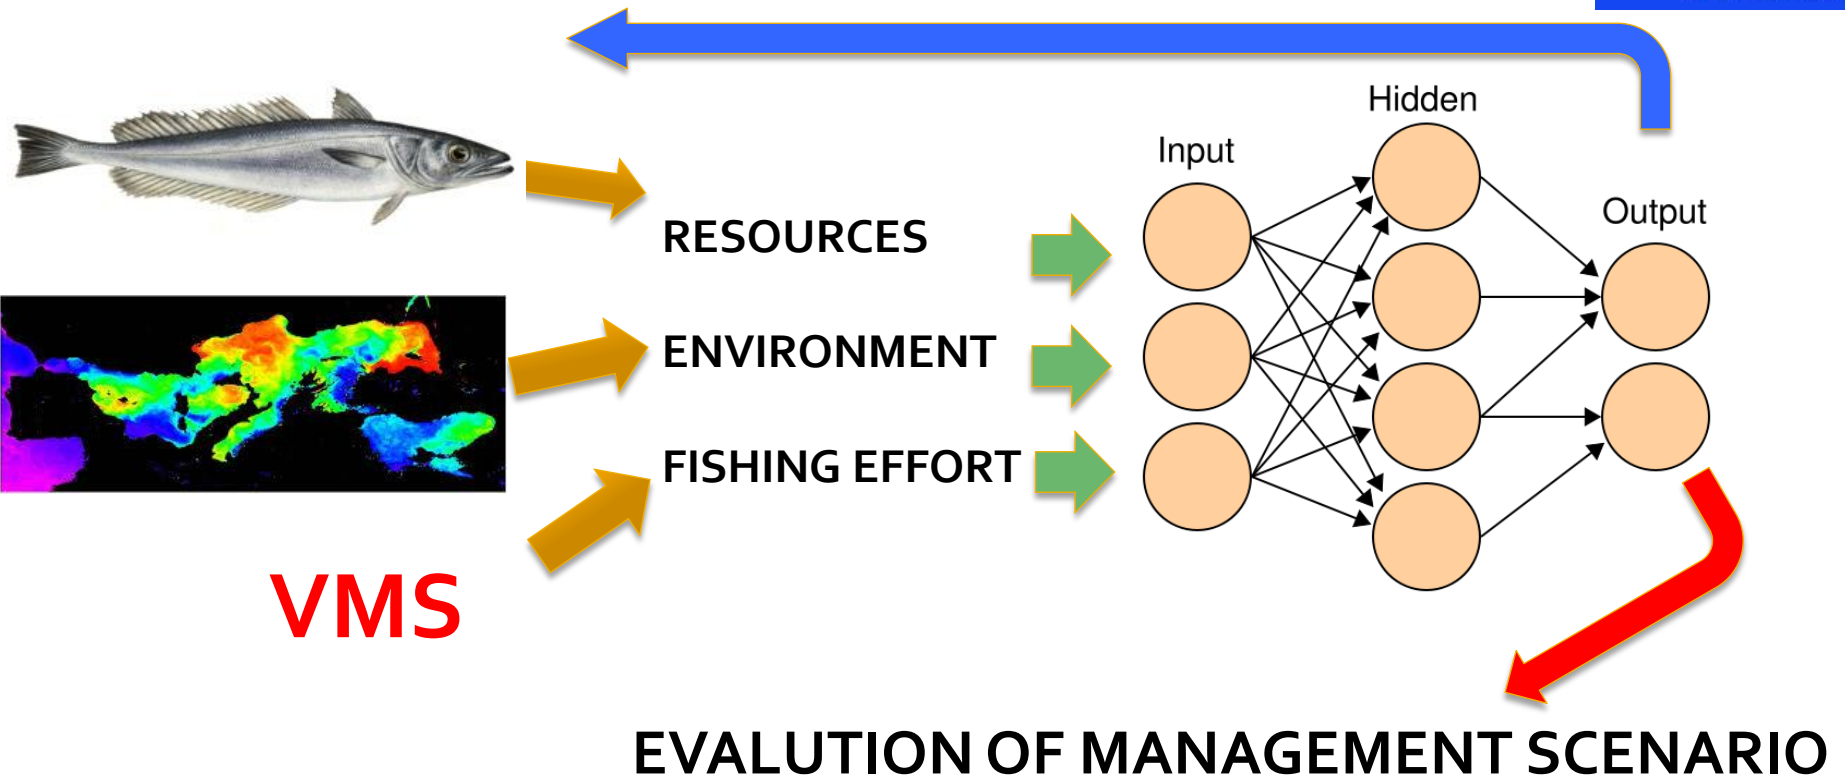 Hidden
Input
Output
RESOURCES
ENVIRONMENT
FISHING EFFORT
VMS
EVALUTION OF MANAGEMENT SCENARIO